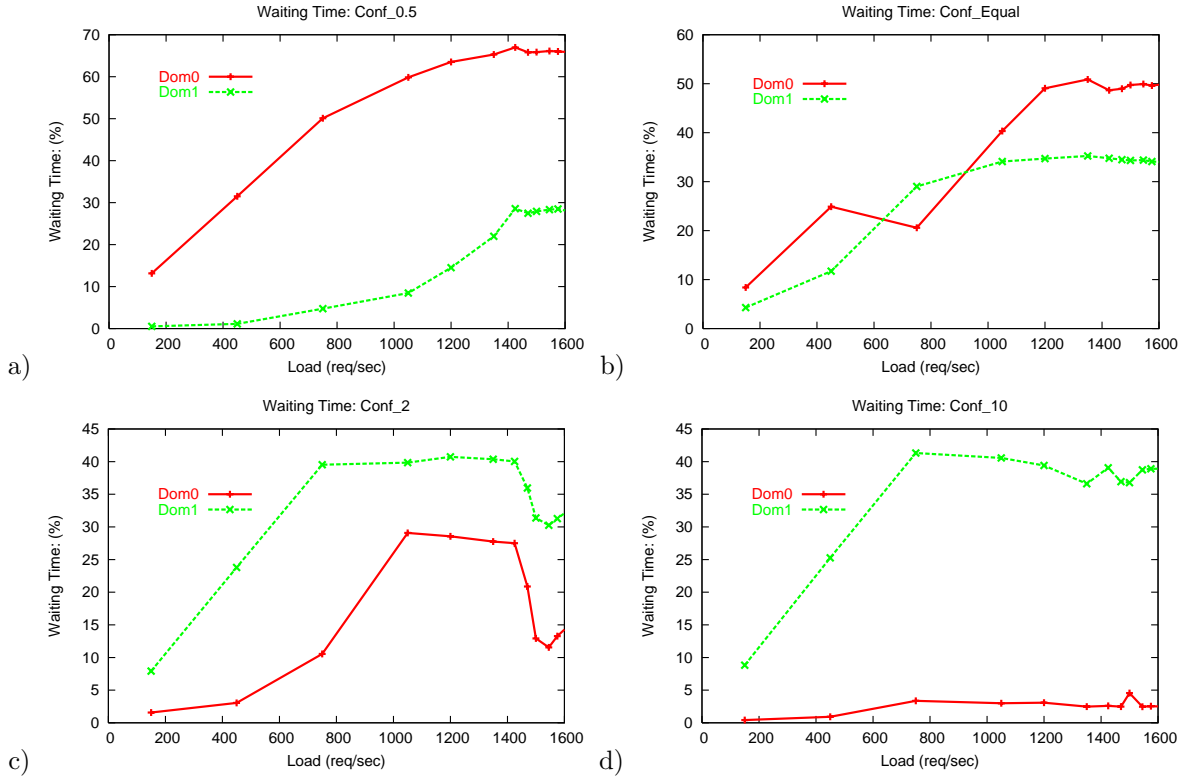 Waiting Time: Conf_0.5
70
60
50
40
30
20
10
0
Waiting Time: (%)
Dom0
Dom1
0 200 400 600 800 1000 1200 1400 1600
Load (req/sec)
a)
Waiting Time: Conf_Equal
60
50
40
30
20
10
0
Waiting Time: (%)
Dom0
Dom1
0 200 400 600 800 1000 1200 1400 1600
Load (req/sec)
b)
Waiting Time: Conf_2
45
40
35
30
25
20
15
10
5
0
Waiting Time: (%)
Dom0
Dom1
0 200 400 600 800 1000 1200 1400 1600
Load (req/sec)
c)
Waiting Time: Conf_10
45
40
35
30
25
20
15
10
5
0
Waiting Time: (%)
Dom0
Dom1
0 200 400 600 800 1000 1200 1400 1600
Load (req/sec)
d)